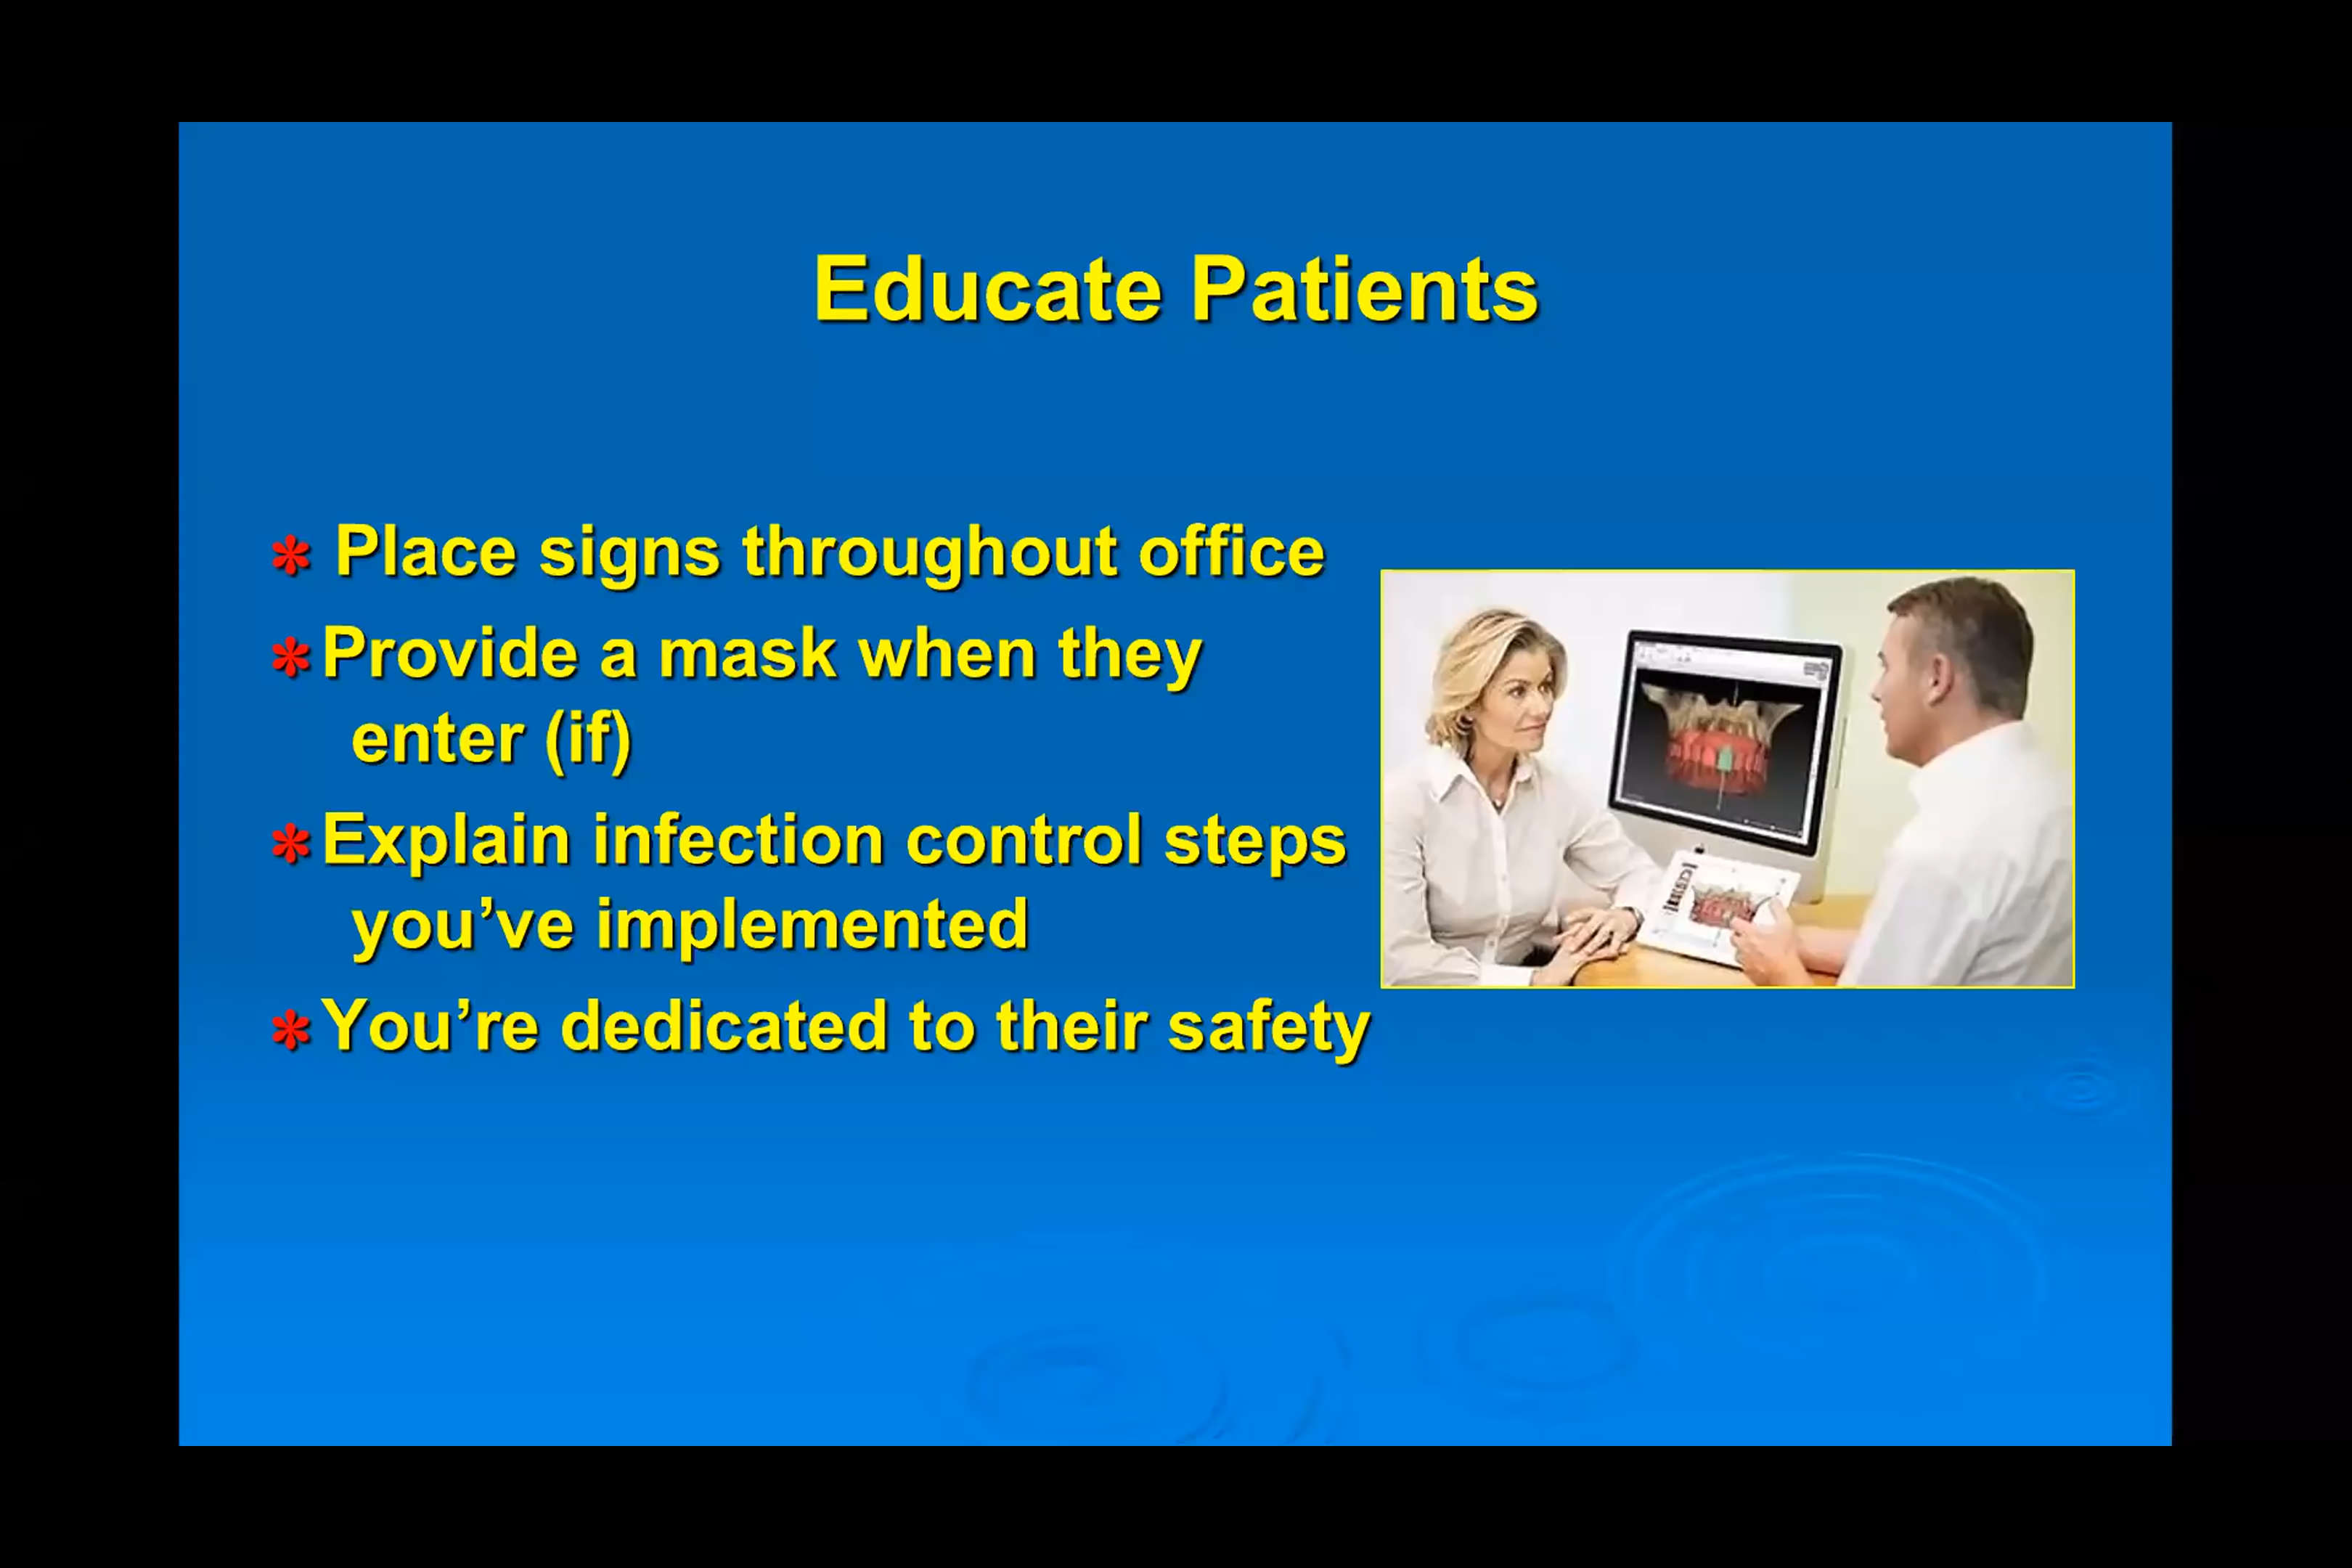 Educate Patients
Place signs throughout office
Provide a mask when they
enter (if)
Explain infection control steps
you’ve implemented
You’re dedicated to their safety